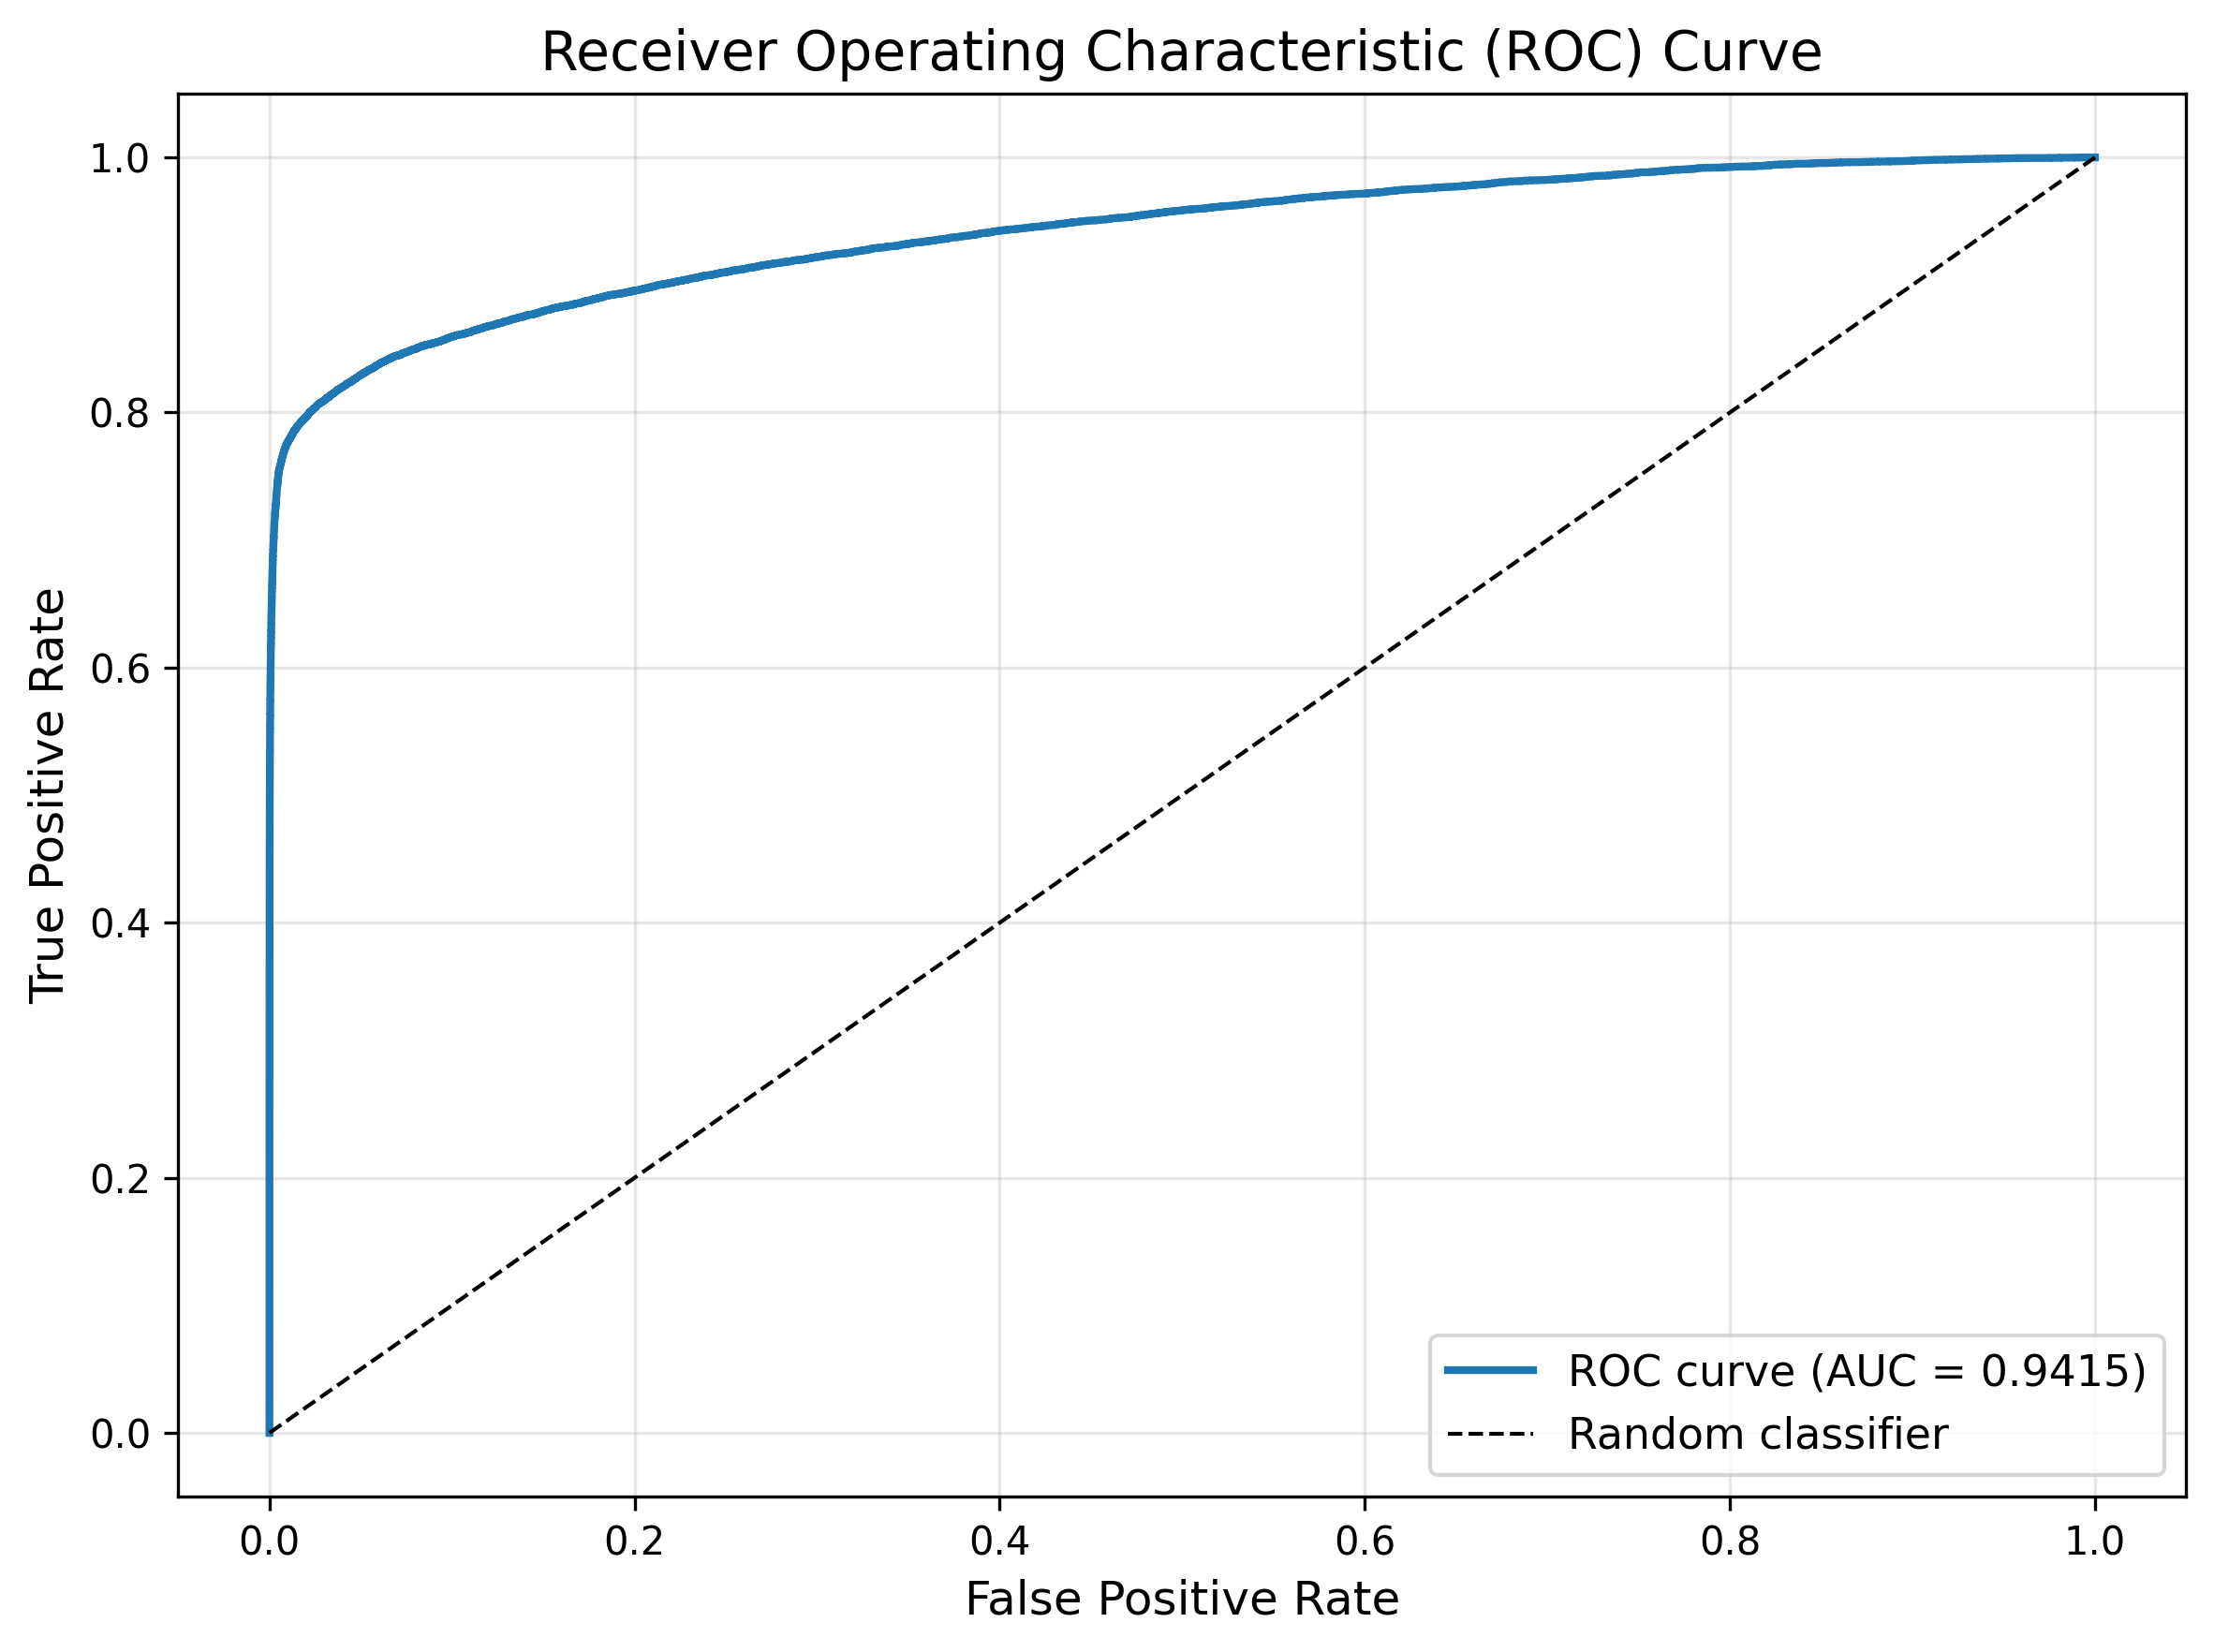 Receiver Operating Characteristic (ROC) Curve
1.0
0.8
0.6
0.4
0.2
0.0
True Positive Rate
ROC curve (AUC = 0.9415)
Random classifier
0.0 0.2 0.4 0.6 0.8 1.0
False Positive Rate